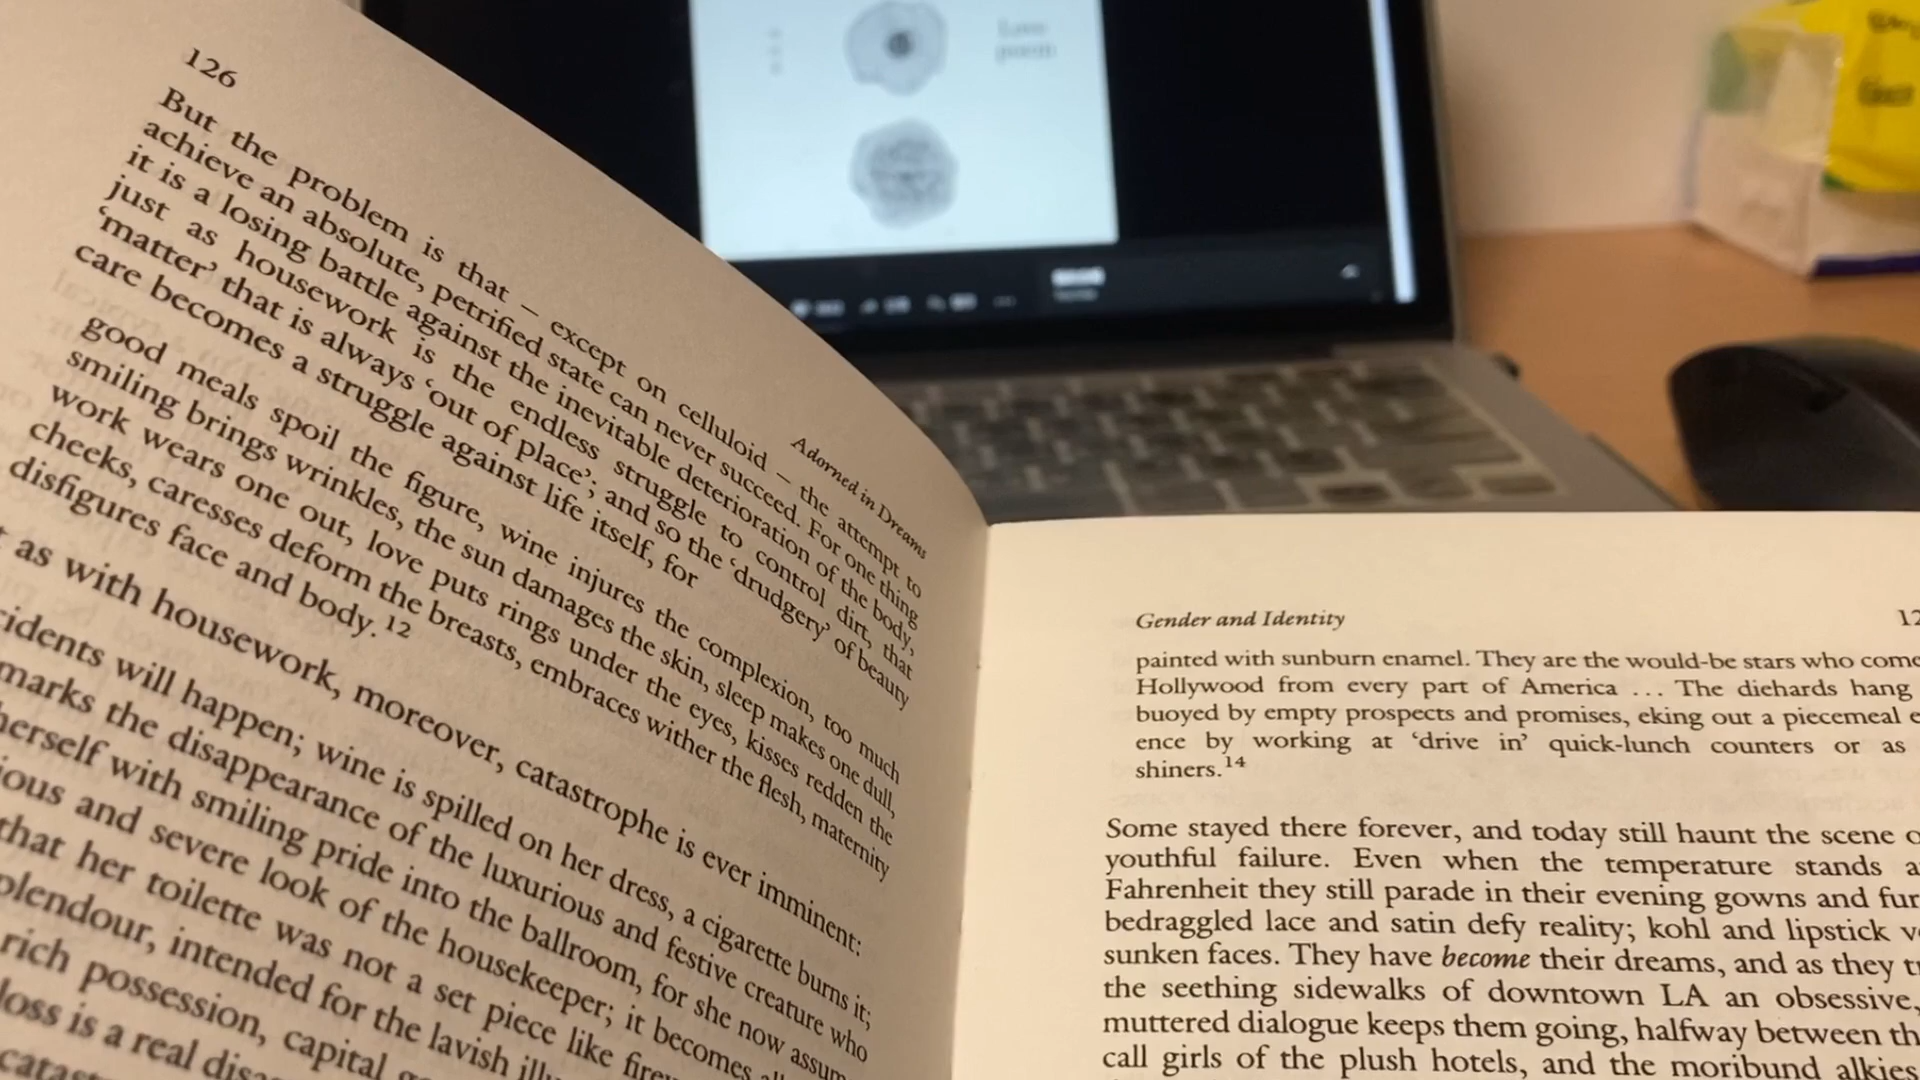 126
Adorned in Dreams
But the problem is that – except on celluloid – the attempt to
achieve an absolute, petrified state can never succeed. For one thing
it is a losing battle against the inevitable deterioration of the body,
just as housework is the endless struggle to control dirt, that
‘matter’ that is always ‘out of place’; and so the ‘drudgery’ of beauty
care becomes a struggle against life itself, for
good meals spoil the figure, wine injures the complexion, too much
smiling brings wrinkles, the sun damages the skin, sleep makes one dull,
work wears one out, love puts rings under the eyes, kisses redden the
cheeks, caresses deform the breasts, embraces wither the flesh, maternity
disfigures face and body.12
as with housework, moreover, catastrophe is ever imminent:
will happen; wine is spilled on her dress, a cigarette burns it;
marks the disappearance of the luxurious and festive creature who
herself with smiling pride into the ballroom, for she now
and severe look of the housekeeper; it becomes
that her toilette was not a set piece like
intended for the lavish
rich possession, capital
loss is a real
Gender and Identity
painted with sunburn enamel. They are the would-be stars who come
Hollywood from every part of America ... The diehards hang
buoyed by empty prospects and promises, eking out a piecemeal
ence by working at ‘drive in’ quick-lunch counters or as
shiners.14
Some stayed there forever, and today still haunt the scene
youthful failure. Even when the temperature stands
Fahrenheit they still parade in their evening gowns and
bedraggled lace and satin defy reality; kohl and lipstick
sunken faces. They have become their dreams, and as they
the seething sidewalks of downtown LA an obsessive,
muttered dialogue keeps them going, halfway between
call girls of the plush hotels, and the moribund alkies